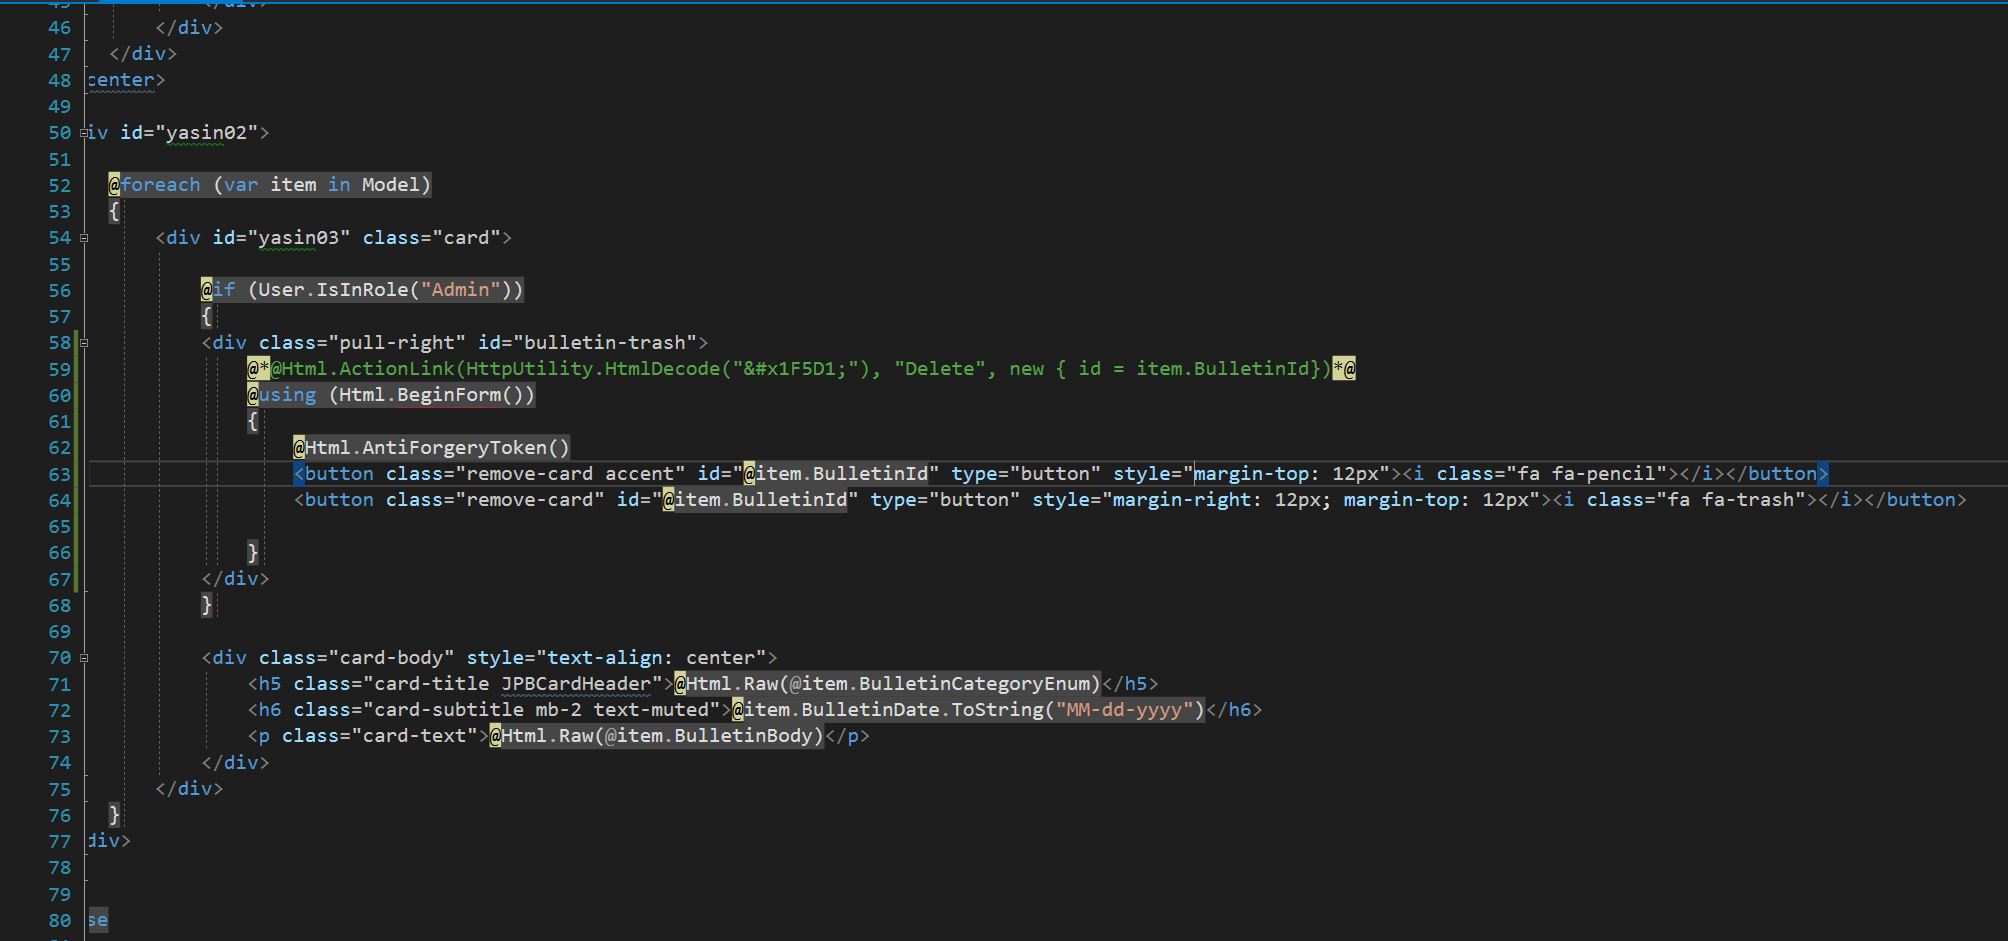 46 </div>
47 </div>
48 center>
49
50 iv id="yasin02">
51
52 @foreach (var item in Model)
53 {
54 <div id="yasin03" class="card">
55
56 @if (User.IsInRole("Admin"))
57 {
58 <div class="pull-right" id="bulletin-trash">
59 @*@Html.ActionLink(HttpUtility.HtmlDecode("&#x1F5D1;"), "Delete", new { id = item.BulletinId})*@
60 @using (Html.BeginForm())
61 {
62 @Html.AntiForgeryToken()
63 <button class="remove-card accent" id="@item.BulletinId" type="button" style="margin-top: 12px"><i class="fa fa-pencil"></i></button>
64 <button class="remove-card" id="@item.BulletinId" type="button" style="margin-right: 12px; margin-top: 12px"><i class="fa fa-trash"></i></button>
65
66 }
67 </div>
68 }
69
70 <div class="card-body" style="text-align: center">
71 <h5 class="card-title JPBCardHeader">@Html.Raw(@item.BulletinCategoryEnum)</h5>
72 <h6 class="card-subtitle mb-2 text-muted">@item.BulletinDate.ToString("MM-dd-yyyy")</h6>
73 <p class="card-text">@Html.Raw(@item.BulletinBody)</p>
74 </div>
75 </div>
76 }
77 div>
78
79
80 se